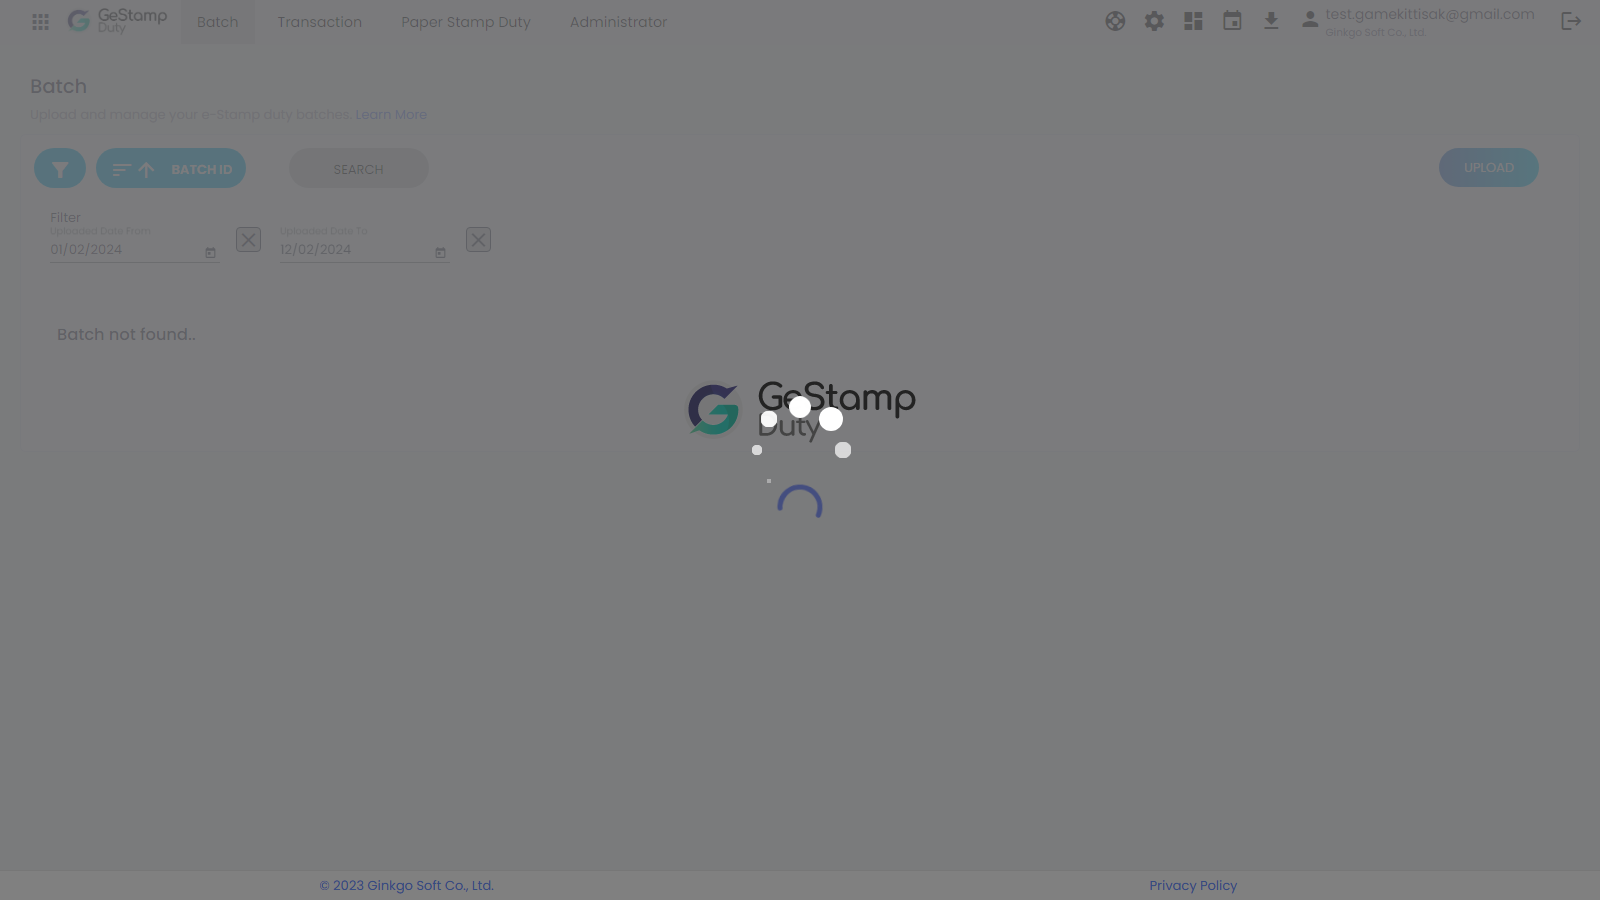 GeStamp
Duty
Batch
Transaction
Paper Stamp Duty
Administrator
test.gamekittisak@gmail.com
Ginkgo Soft Co., Ltd
Batch
Upload and manage your e-Stamp duty batches. Learn More
BATCH ID
SEARCH
UPLOAD
Filter
Uploaded Date From
Uploaded Date To
01/02/2024
12/02/2024
Batch not found..
GeStamp
Duty
© 2023 Ginkgo Soft Co., Ltd.
Privacy Policy